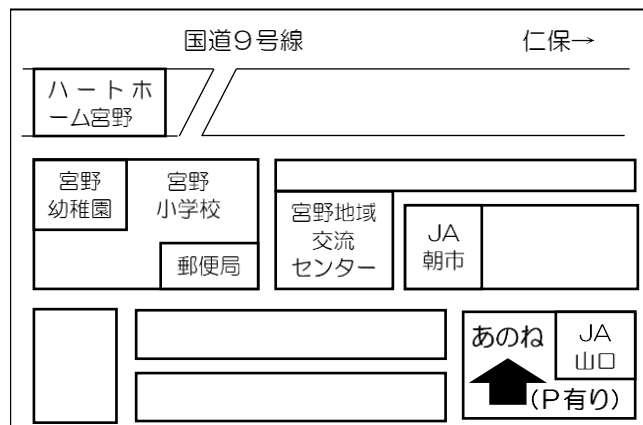 国道９号線
仁保→
ハートホ
ーム宮野
宮野
幼稚園
宮野
小学校
郵便局
宮野地域
交流
センター
JA
朝市
あのね
JA
山口
(Ｐ有り)